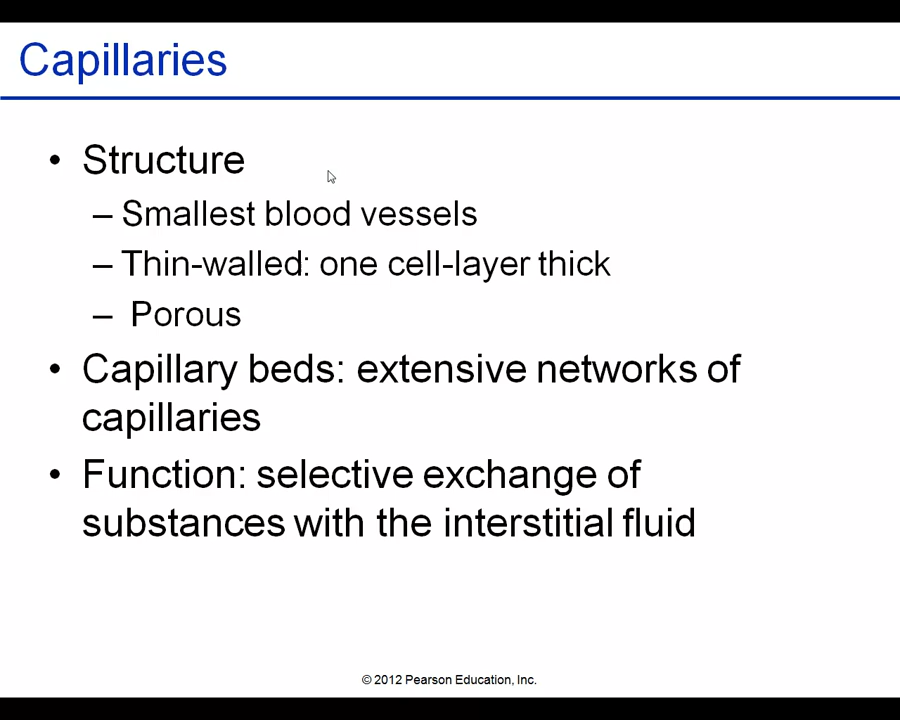 Capillaries
• Structure
– Smallest blood vessels
– Thin-walled: one cell-layer thick
– Porous
• Capillary beds: extensive networks of
capillaries
• Function: selective exchange of
substances with the interstitial fluid
© 2012 Pearson Education, Inc.